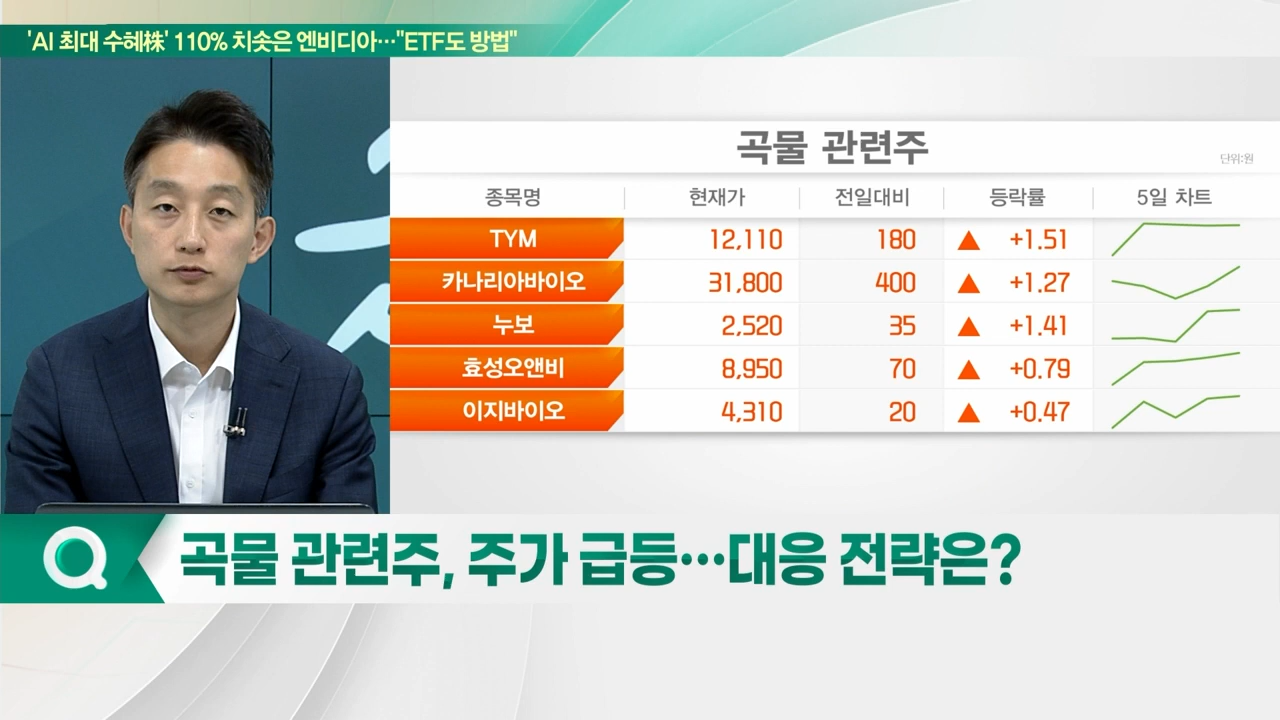 'AI 최대 수혜株' 110% 치솟은 엔비디아…"ETF도 방법"
곡물 관련주
단위:원
종목명 현재가 전일대비 등락률 5일 차트
TYM 12,110 180 ▲ +1.51
카나리아바이오 31,800 400 ▲ +1.27
누보 2,520 35 ▲ +1.41
효성오앤비 8,950 70 ▲ +0.79
이지바이오 4,310 20 ▲ +0.47
곡물 관련주, 주가 급등…대응 전략은?